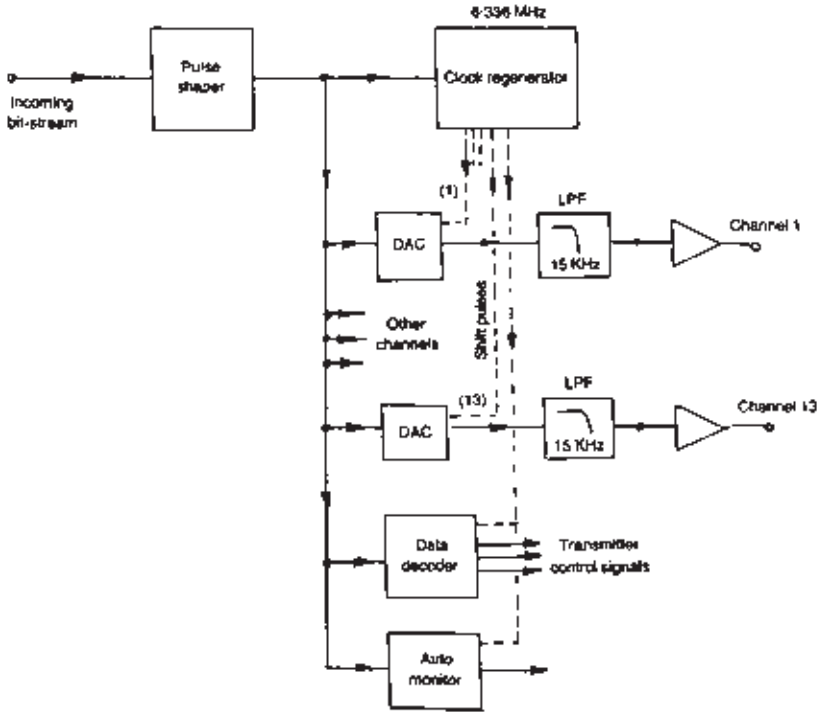 6·336 MHz
Pulse
shaper
Clock regenerator
Incoming
bit-stream
(1)
LPF
DAC
15 KHz
Channel 1
Shift pulses
Other
channels
(13)
LPF
DAC
15 KHz
Channel 13
Data
decoder
Transmitter
control signals
Auto
monitor